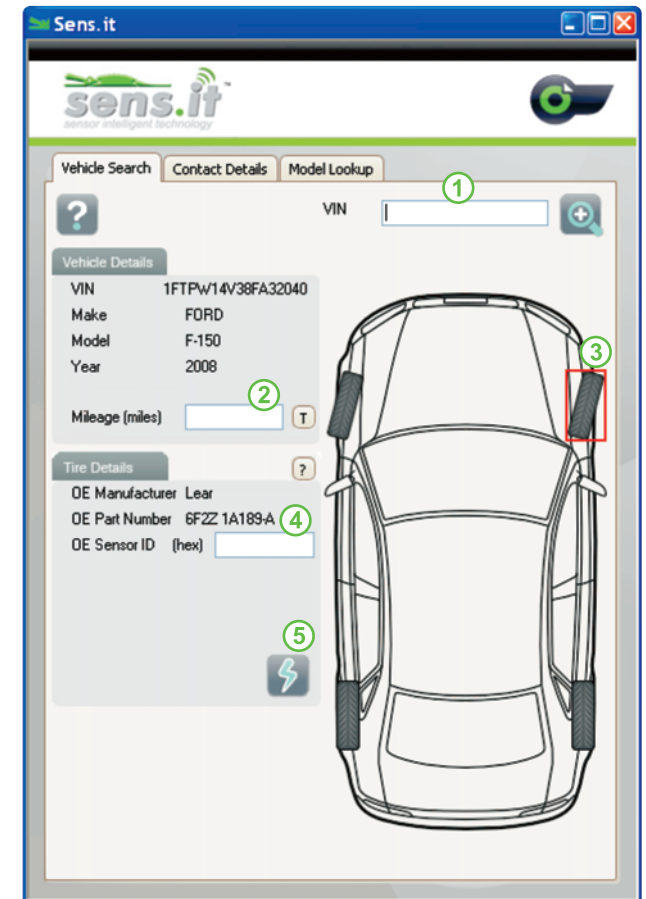 Sens.it
sens.it™
sensor intelligent technology
Vehicle Search Contact Details Model Lookup
1
? VIN
Vehicle Details
VIN 1FTPW14V38FA32040
Make FORD
Model F-150
Year 2008
3
2
Mileage (miles) T
Tire Details ?
OE Manufacturer Lear
OE Part Number 6F2Z 1A189-A 4
OE Sensor ID (hex)
5